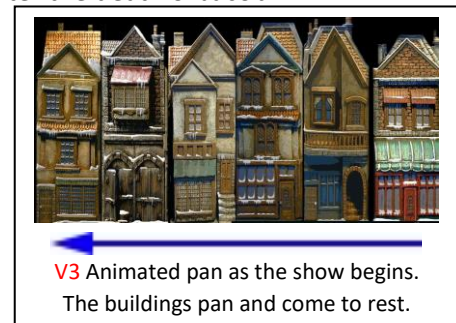 V3 Animated pan as the show begins.
The buildings pan and come to rest.